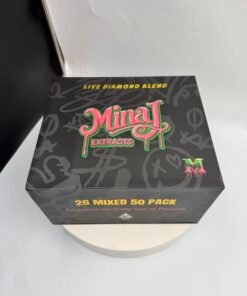 LIVE DIAMOND BLEND
Minaj
EXTRACTS
M
2G MIXED 50 PACK